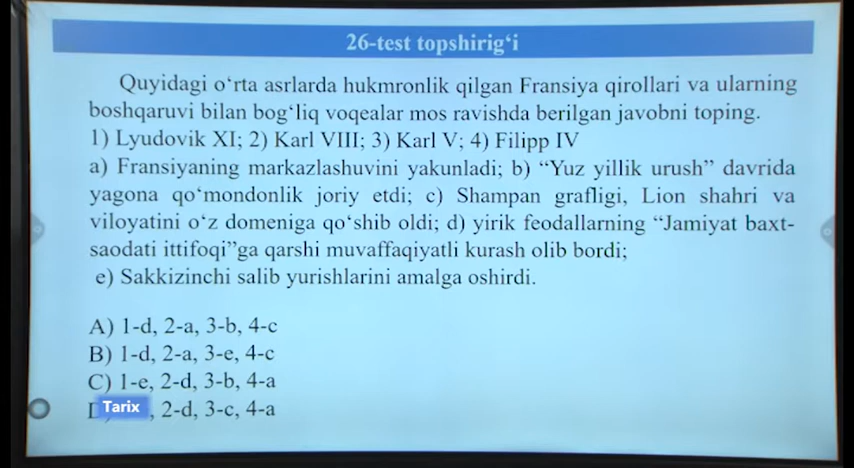 26-test topshirig‘i
Quyidagi o‘rta asrlarda hukmronlik qilgan Fransiya qirollari va ularning
boshqaruvi bilan bog‘liq voqealar mos ravishda berilgan javobni toping.
1) Lyudovik XI; 2) Karl VIII; 3) Karl V; 4) Filipp IV
a) Fransiyaning markazlashuvini yakunladi; b) “Yuz yillik urush” davrida
yagona qo‘mondonlik joriy etdi; c) Shampan grafligi, Lion shahri va
viloyatini o‘z domeniga qo‘shib oldi; d) yirik feodallarning “Jamiyat baxt-
saodati ittifoqi”ga qarshi muvaffaqiyatli kurash olib bordi;
e) Sakkizinchi salib yurishlarini amalga oshirdi.
A) 1-d, 2-a, 3-b, 4-c
B) 1-d, 2-a, 3-e, 4-c
C) 1-e, 2-d, 3-b, 4-a
Tarix , 2-d, 3-c, 4-a